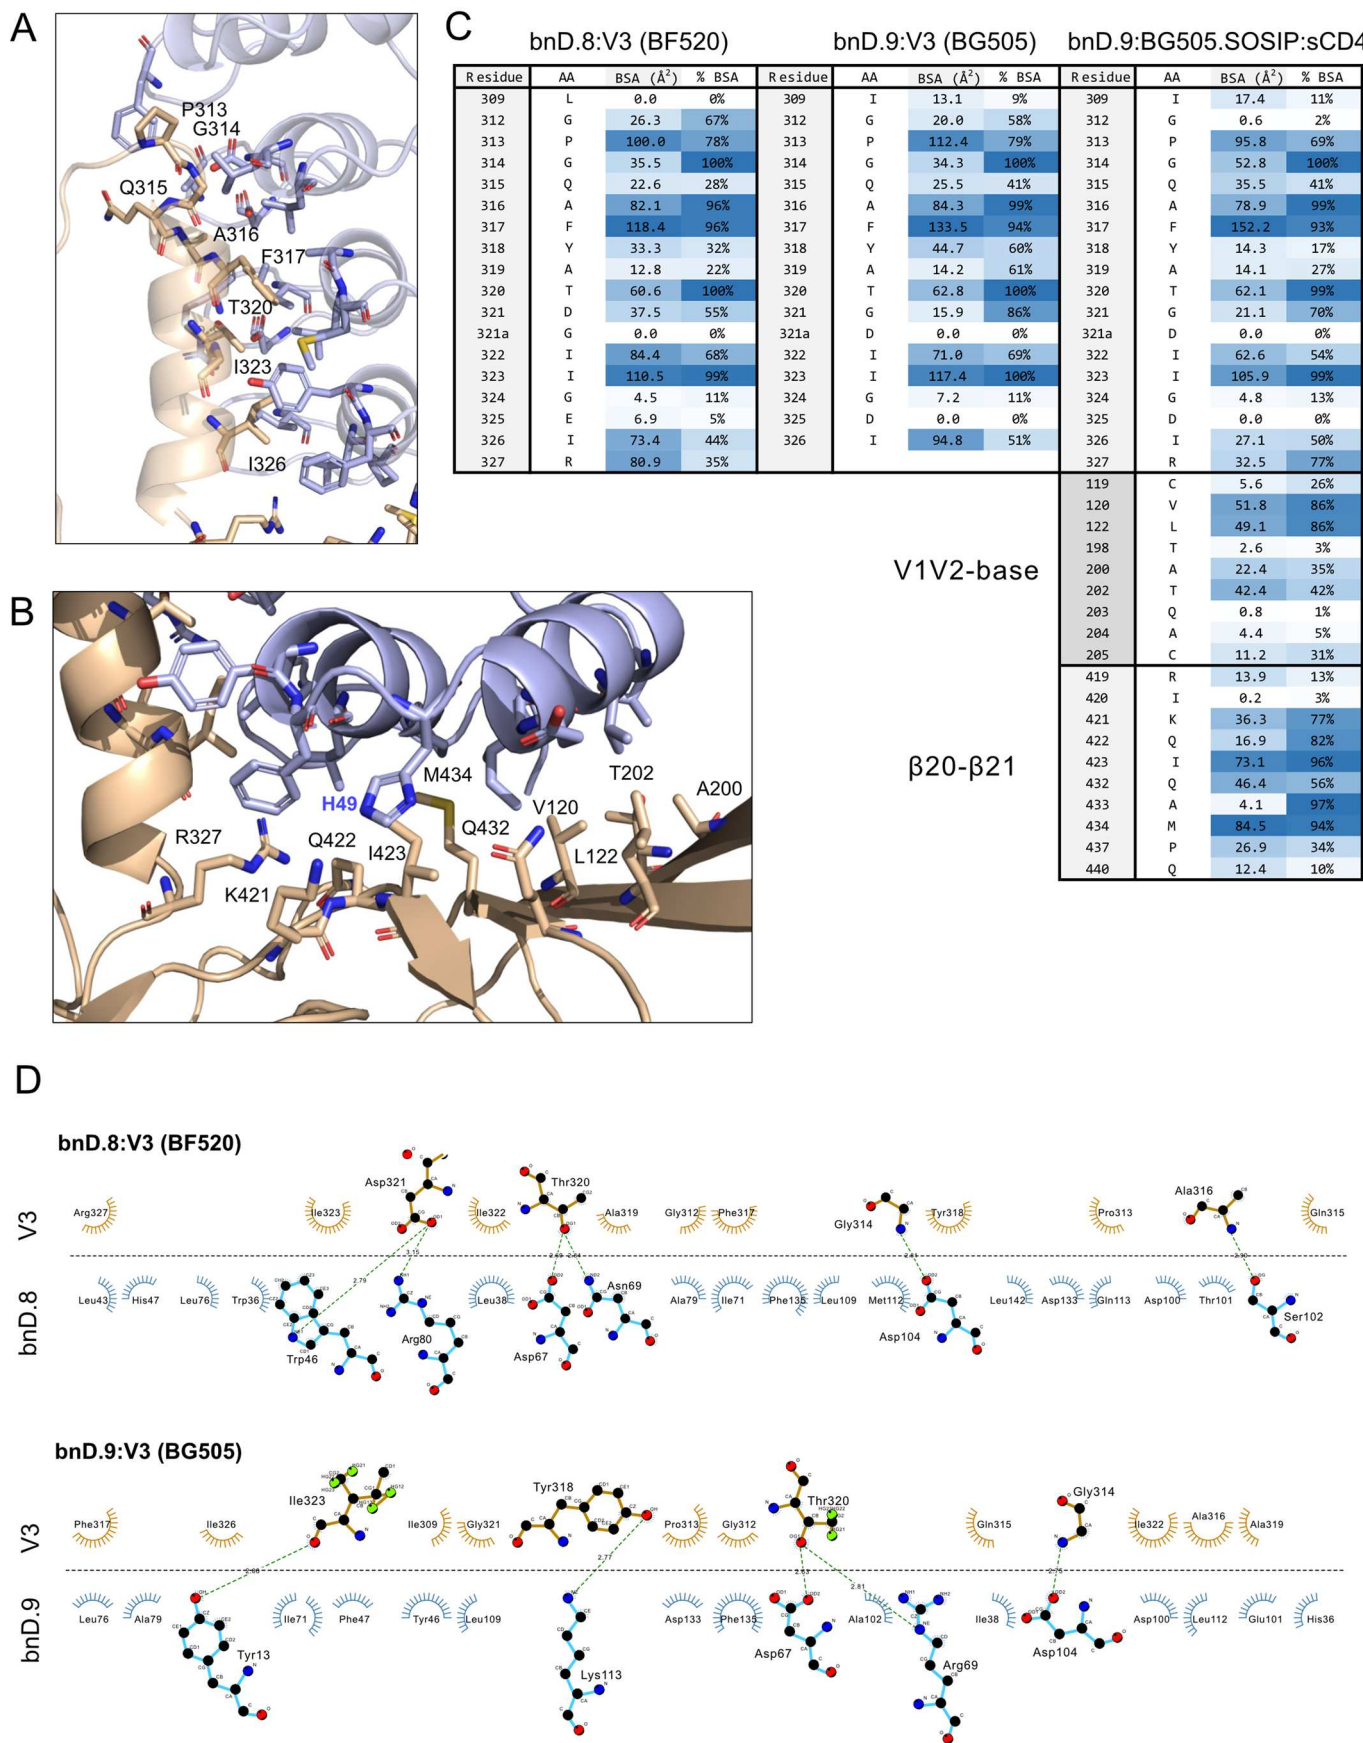 A
P313
G314
Q315
A316
F317
T320
I323
I326
B
H49
M434
T202
A200
V120
R327
Q422
I423
Q432
L122
K421
C
bnD.8:V3 (BF520) bnD.9:V3 (BG505) bnD.9:BG505.SOSIP:sCD4
Residue AA BSA (Å²) % BSA Residue AA BSA (Å²) % BSA Residue AA BSA (Å²) % BSA
309 L 0.0 0% 309 I 13.1 9% 309 I 17.4 11%
312 G 26.3 67% 312 G 20.0 58% 312 G 0.6 2%
313 P 100.0 78% 313 P 112.4 79% 313 P 95.8 69%
314 G 35.5 100% 314 G 34.3 100% 314 G 52.8 100%
315 Q 22.6 28% 315 Q 25.5 41% 315 Q 35.5 41%
316 A 82.1 96% 316 A 84.3 99% 316 A 78.9 99%
317 F 118.4 96% 317 F 133.5 94% 317 F 152.2 93%
318 Y 33.3 32% 318 Y 44.7 60% 318 Y 14.3 17%
319 A 12.8 22% 319 A 14.2 61% 319 A 14.1 27%
320 T 60.6 100% 320 T 62.8 100% 320 T 62.1 99%
321 D 37.5 55% 321 G 15.9 86% 321 G 21.1 70%
321a G 0.0 0% 321a D 0.0 0% 321a D 0.0 0%
322 I 84.4 68% 322 I 71.0 69% 322 I 62.6 54%
323 I 110.5 99% 323 I 117.4 100% 323 I 105.9 99%
324 G 4.5 11% 324 G 7.2 11% 324 G 4.8 13%
325 E 6.9 5% 325 D 0.0 0% 325 D 0.0 0%
326 I 73.4 44% 326 I 94.8 51% 326 I 27.1 50%
327 R 80.9 35% 327 R 32.5 77%
119 C 5.6 26%
120 V 51.8 86%
122 L 49.1 86%
198 T 2.6 3%
V1V2-base 200 A 22.4 35%
202 T 42.4 42%
203 Q 0.8 1%
204 A 4.4 5%
205 C 11.2 31%
419 R 13.9 13%
420 I 0.2 3%
421 K 36.3 77%
422 Q 16.9 82%
β20-β21 423 I 73.1 96%
432 Q 46.4 56%
433 A 4.1 97%
434 M 84.5 94%
437 P 26.9 34%
440 Q 12.4 10%
D
bnD.8:V3 (BF520)
V3
Asp321 Thr320 Ala316
Arg327 Ile323 Ile322 Ala319 Gly312 Phe317 Gly314 Tyr318 Pro313 Gln315
3.15
2.79
bnD.8
Leu43 His47 Leu76 Trp36 Leu38 Asn69 Ala79 Ile71 Phe135 Leu109 Met112 Leu142 Asp133 Gln113 Asp100 Thr101
Trp46 Arg80 Asp67 Asp104 Ser102
bnD.9:V3 (BG505)
V3
Ile323 Tyr318 Thr320 Gly314
Phe317 Ile326 Ile309 Gly321 Pro313 Gly312 Gln315 Ile322 Ala316 Ala319
2.77
2.81
bnD.9
Leu76 Ala79 Ile71 Phe47 Tyr46 Leu109 Asp133 Phe135 Ala102 Ile38 Asp100 Leu112 Glu101 His36
Tyr13 Lys113 Asp67 Arg69 Asp104